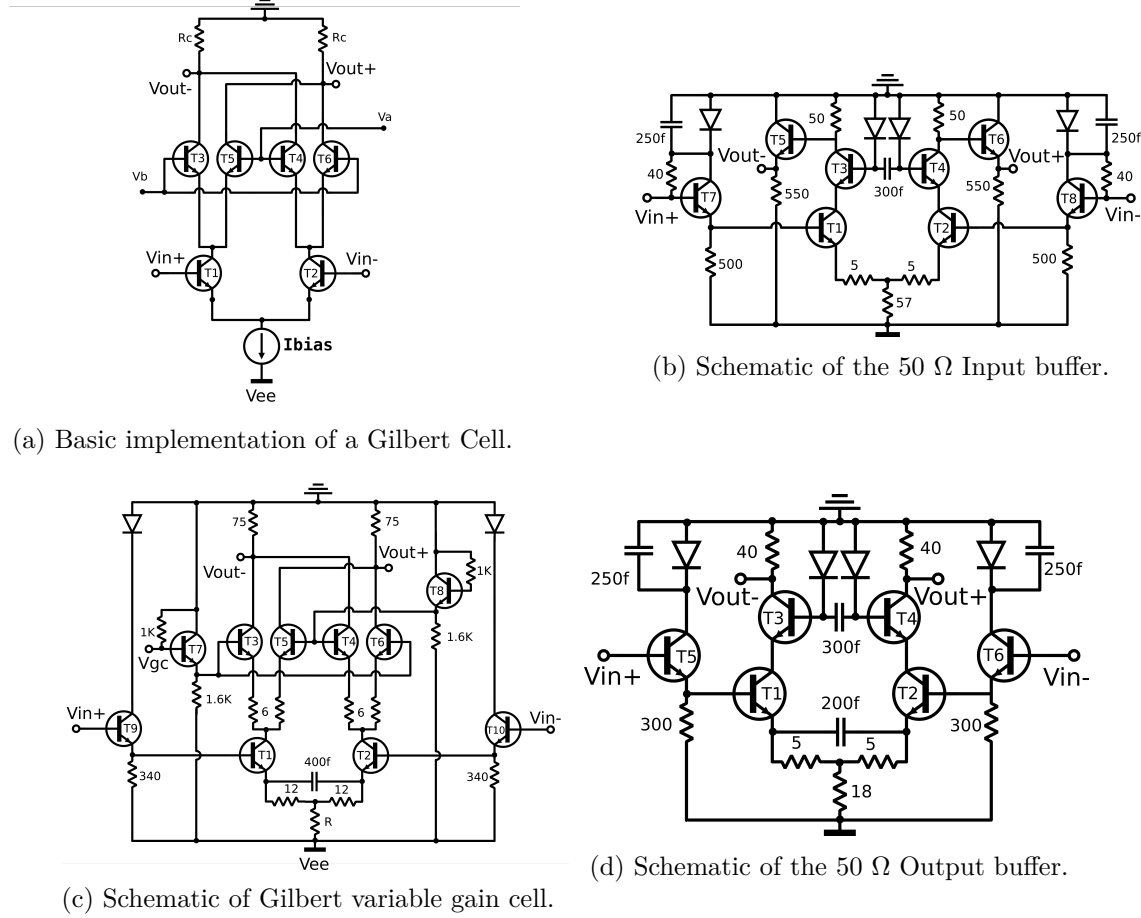 Rc
Rc
Vout-
Vout+
Va
T3
T5
T4
T6
Vb
Vin+
T1
T2
Vin-
Ibias
Vee
(a) Basic implementation of a Gilbert Cell.
250f
50
50
250f
T5
T6
Vout-
T3
T4
Vout+
40
300f
40
550
550
T7
T8
Vin+
Vin-
T1
T2
500
5
5
500
57
(b) Schematic of the 50 Ω Input buffer.
75
75
Vout-
Vout+
T8
1K
1K
T7
T3
T5
T4
T6
1.6K
Vgc
1.6K
6
6
Vin+
T9
T10
Vin-
T1
T2
400f
340
340
12
12
R
Vee
(c) Schematic of Gilbert variable gain cell.
40
40
250f
250f
Vout-
Vout+
T3
T4
300f
T5
T6
Vin+
Vin-
T1
T2
200f
300
300
5
5
18
(d) Schematic of the 50 Ω Output buffer.